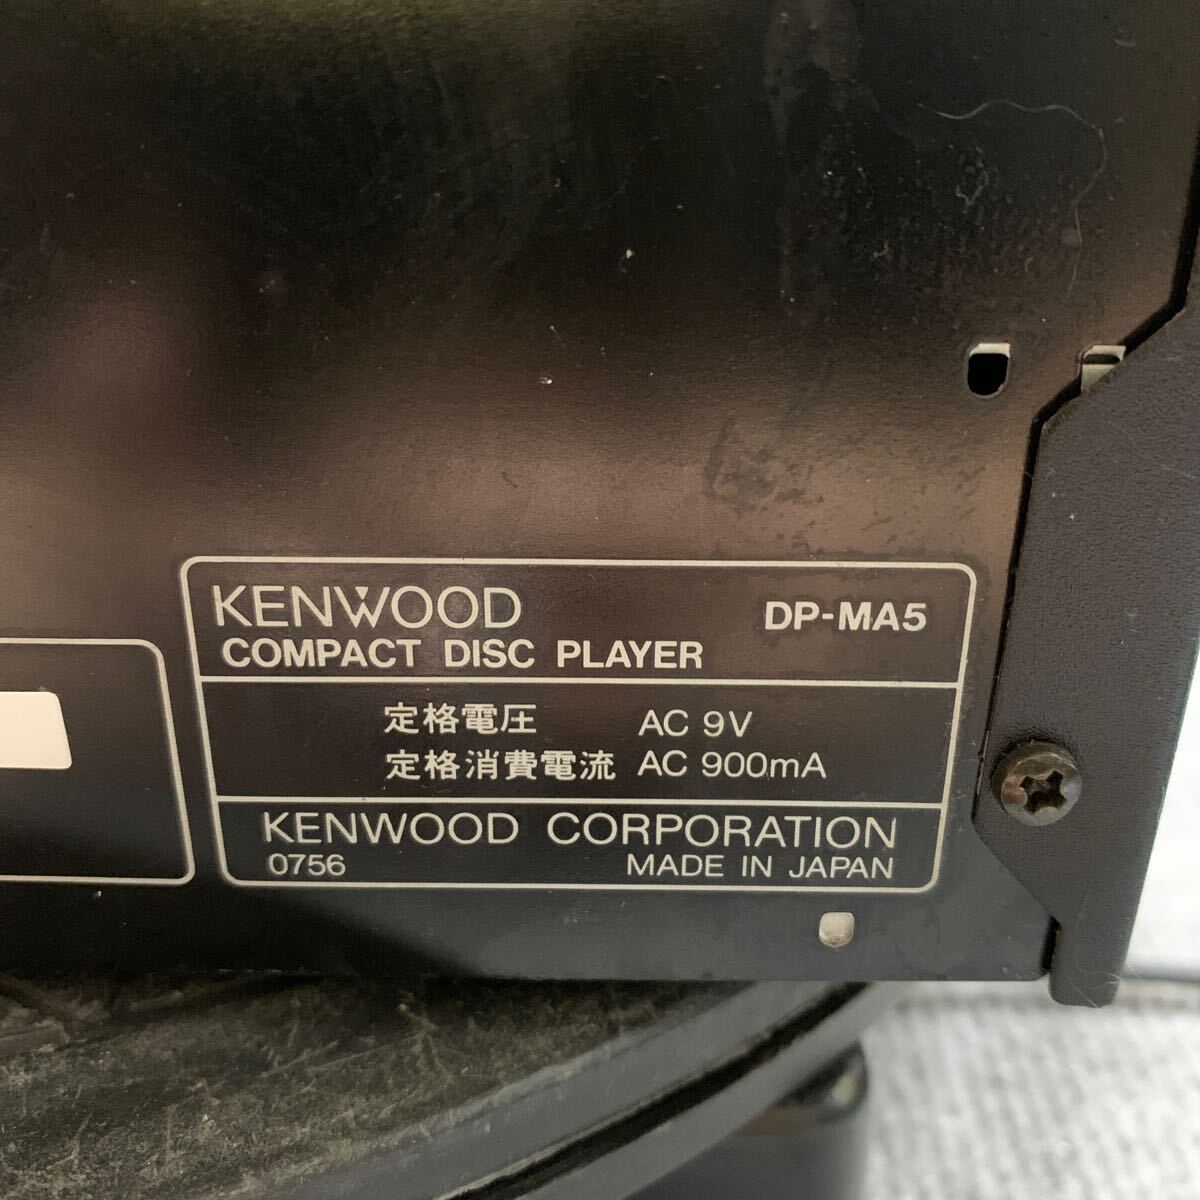 KENWOOD DP-MA5
COMPACT DISC PLAYER
定格電圧 AC 9V
定格消費電流 AC 900mA
KENWOOD CORPORATION
0756 MADE IN JAPAN